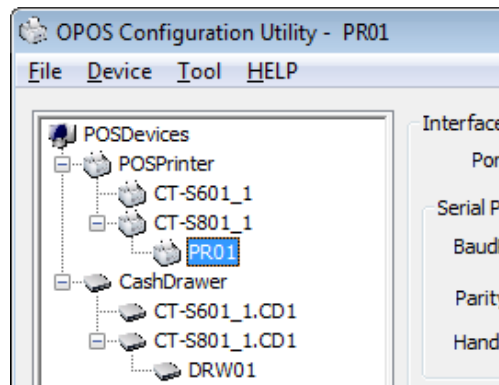 OPOS Configuration Utility - PR01
File Device Tool HELP
POSDevices
POSPrinter
CT-S601_1
CT-S801_1
PR01
CashDrawer
CT-S601_1.CD1
CT-S801_1.CD1
DRW01
Interface
Por
Serial P
Baud
Parity
Hand